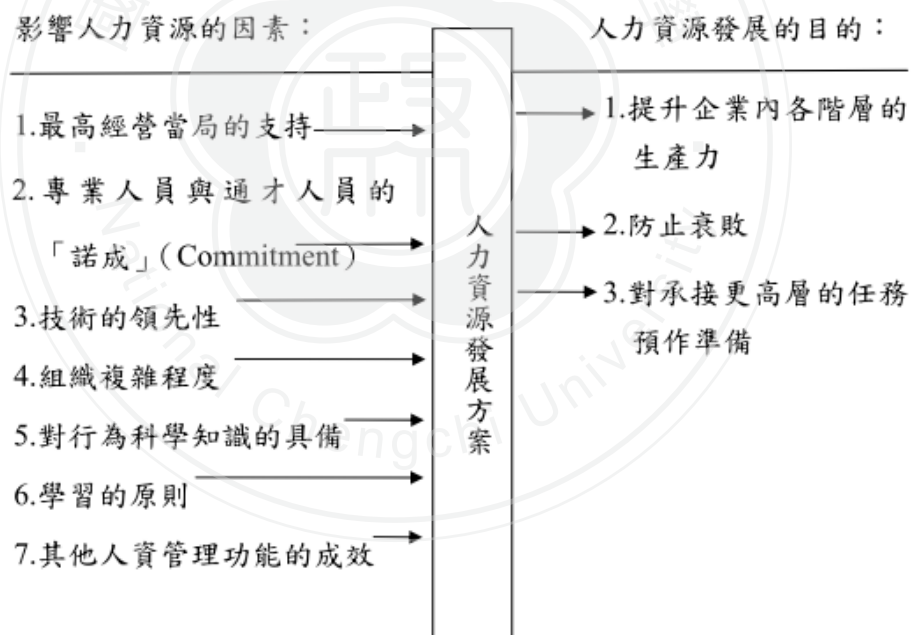 影響人力資源的因素：
1.最高經營當局的支持
2.專業人員與通才人員的
「諾成」（Commitment）
3.技術的領先性
4.組織複雜程度
5.對行為科學知識的具備
6.學習的原則
7.其他人資管理功能的成效
人力資源發展方案
人力資源發展的目的：
1.提升企業內各階層的
生產力
2.防止衰敗
3.對承接更高層的任務
預作準備
National Chengchi University